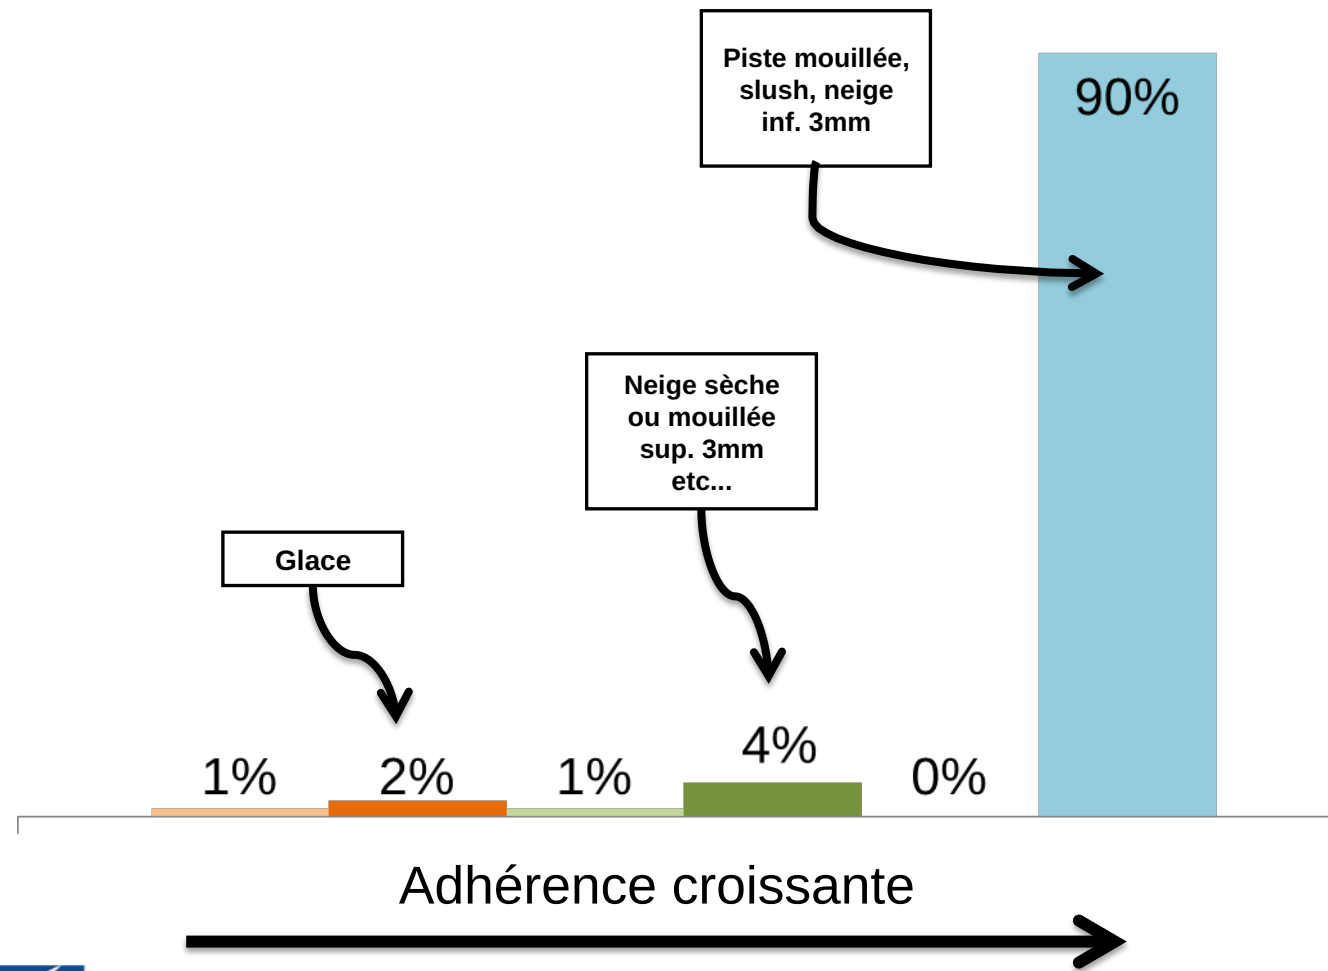 Piste mouillée,
slush, neige
inf. 3mm
90%
Neige sèche
ou mouillée
sup. 3mm
etc...
Glace
1%
2%
1%
4%
0%
Adhérence croissante